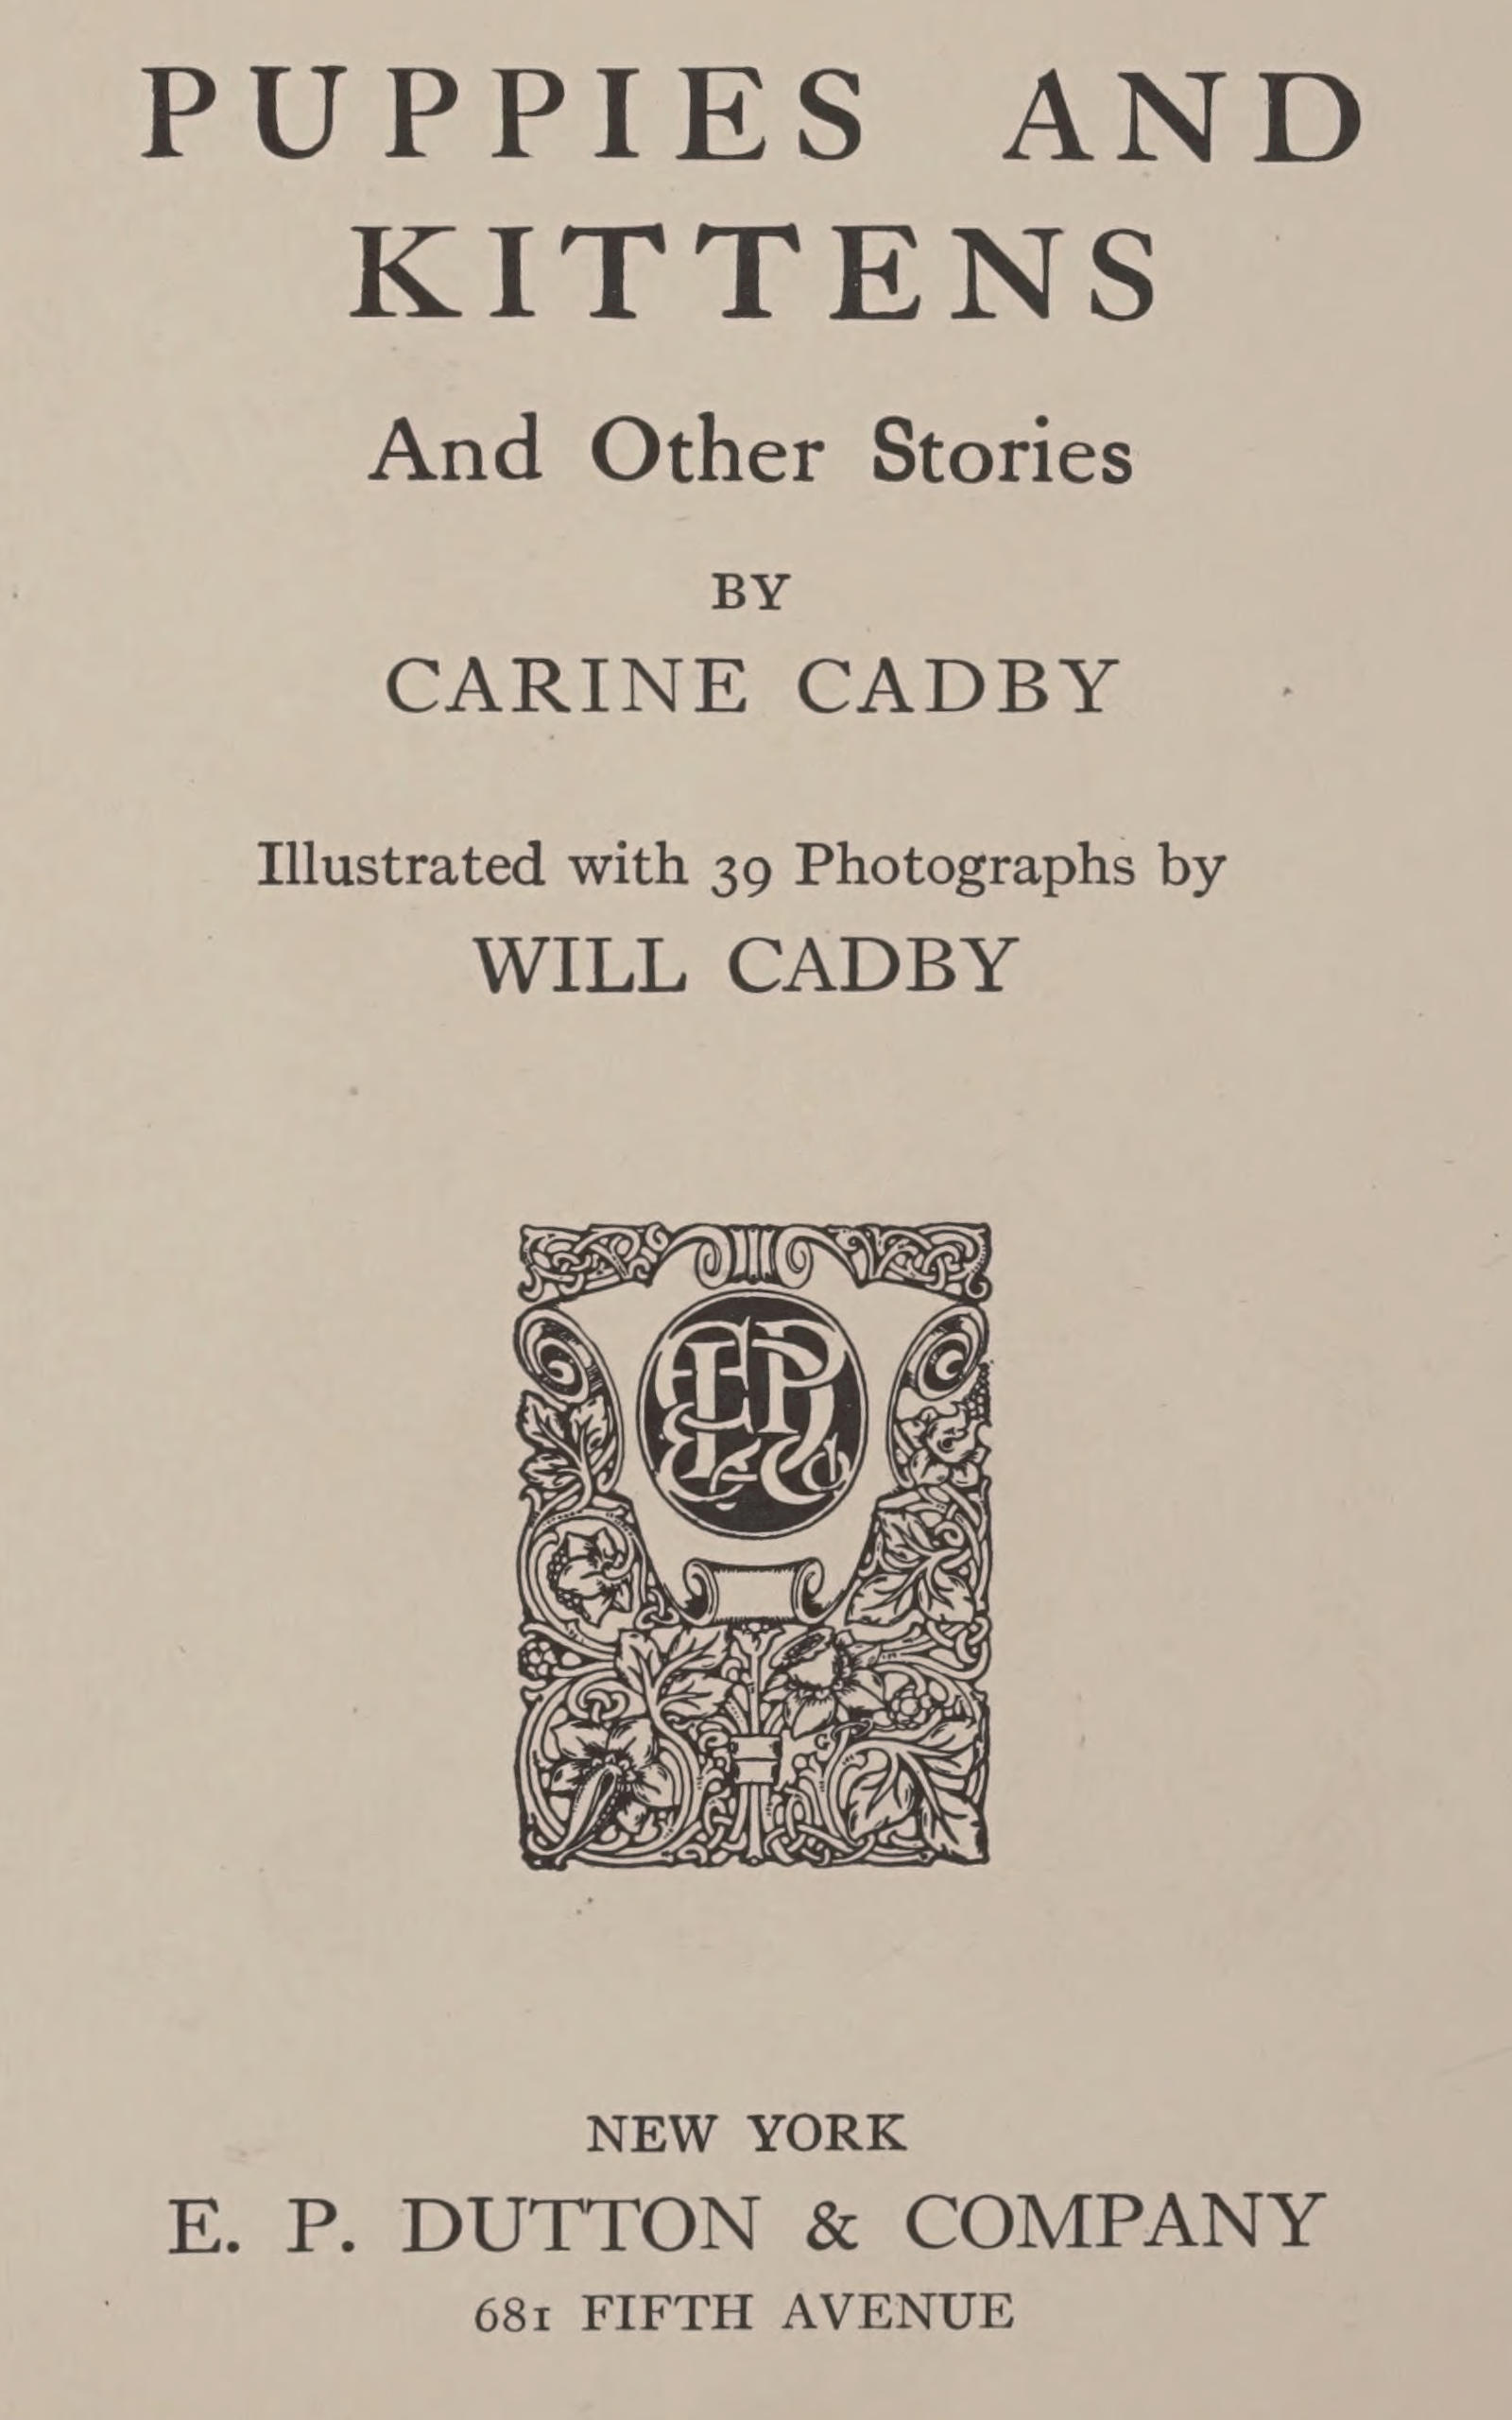 PUPPIES AND
KITTENS
And Other Stories
BY
CARINE CADBY
Illustrated with 39 Photographs by
WILL CADBY
NEW YORK
E. P. DUTTON & COMPANY
681 FIFTH AVENUE